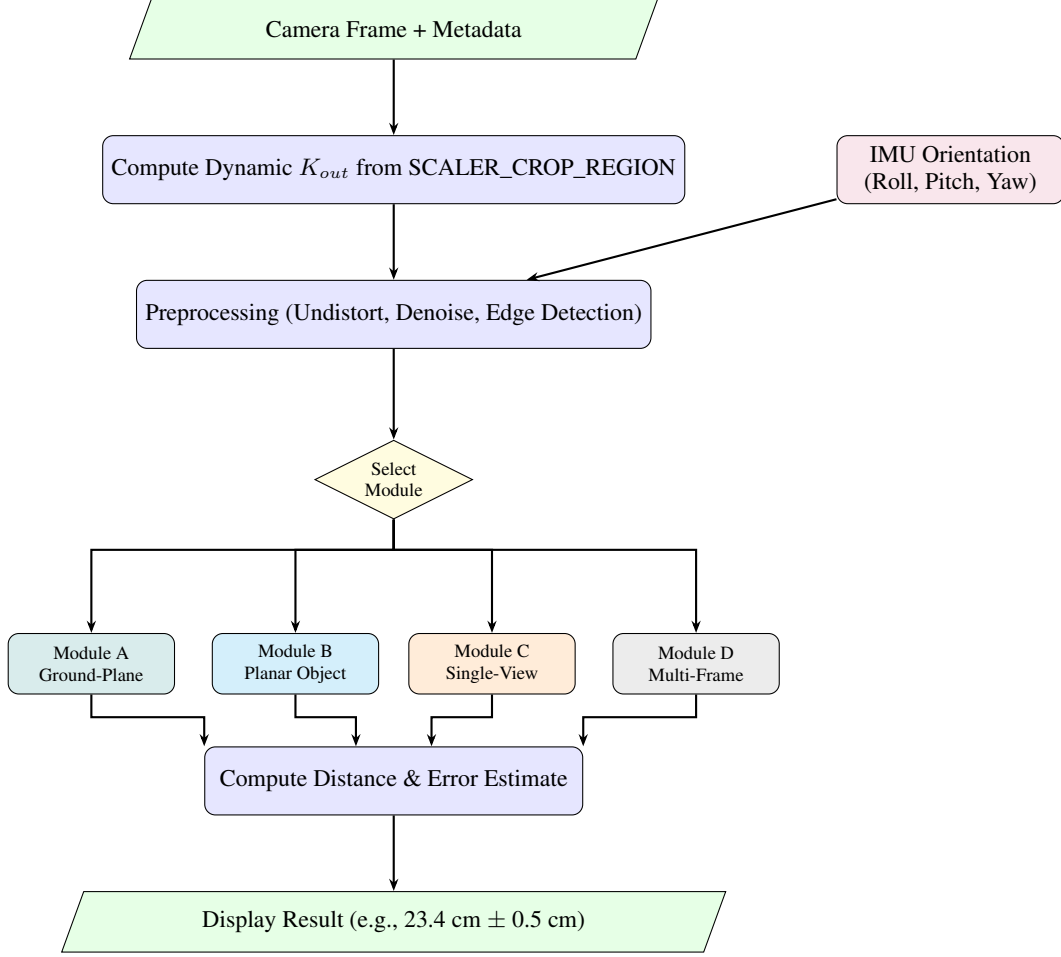 Camera Frame + Metadata
Compute Dynamic K_out from SCALER_CROP_REGION
IMU Orientation
(Roll, Pitch, Yaw)
Preprocessing (Undistort, Denoise, Edge Detection)
Select
Module
Module A
Ground-Plane
Module B
Planar Object
Module C
Single-View
Module D
Multi-Frame
Compute Distance & Error Estimate
Display Result (e.g., 23.4 cm ± 0.5 cm)